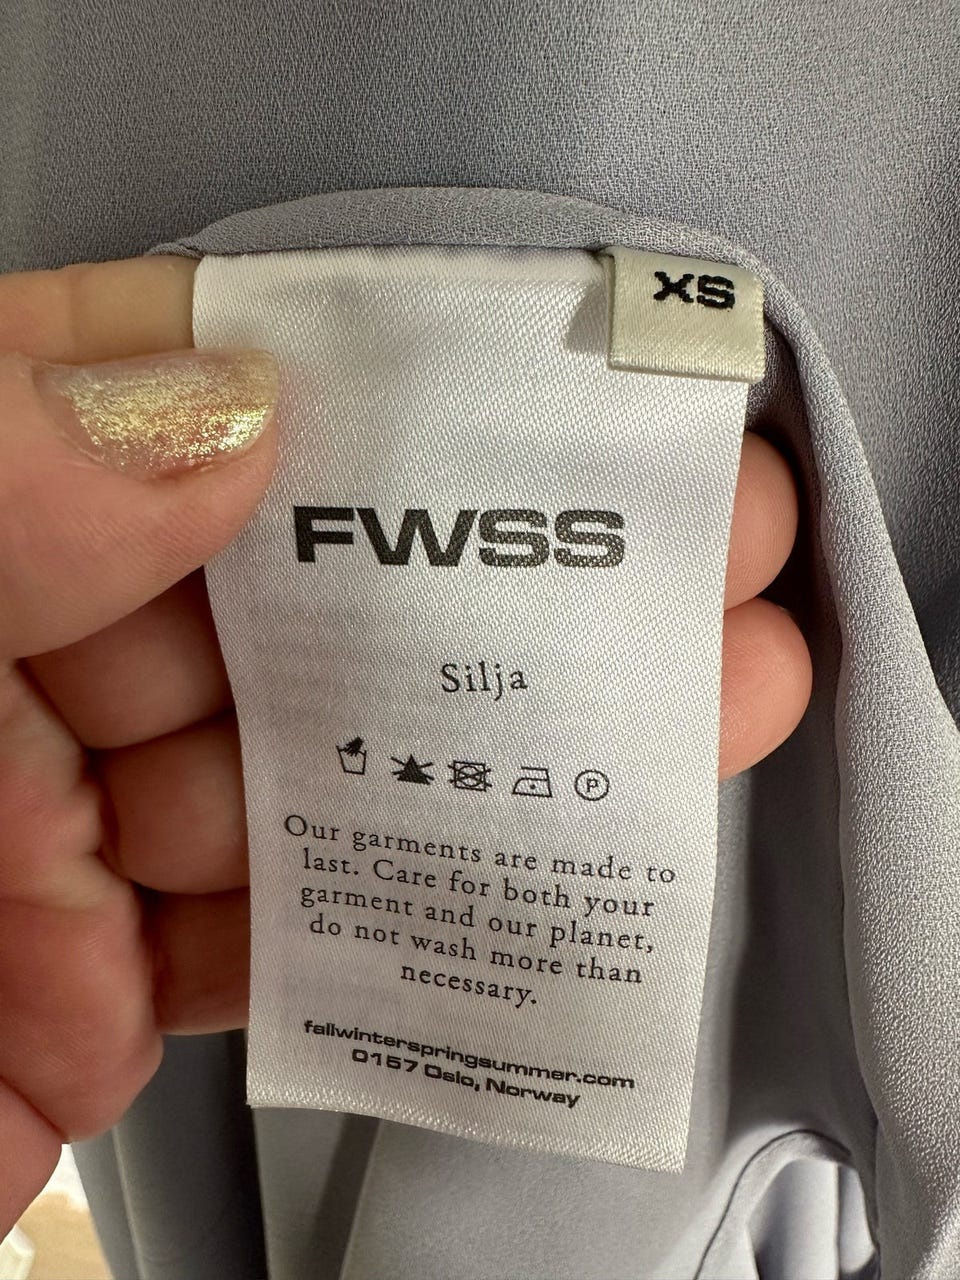 XS
FWSS
Silja
P
Our garments are made to
last. Care for both your
garment and our planet,
do not wash more than
necessary.
fallwinterspringsummer.com
0157 Oslo, Norway